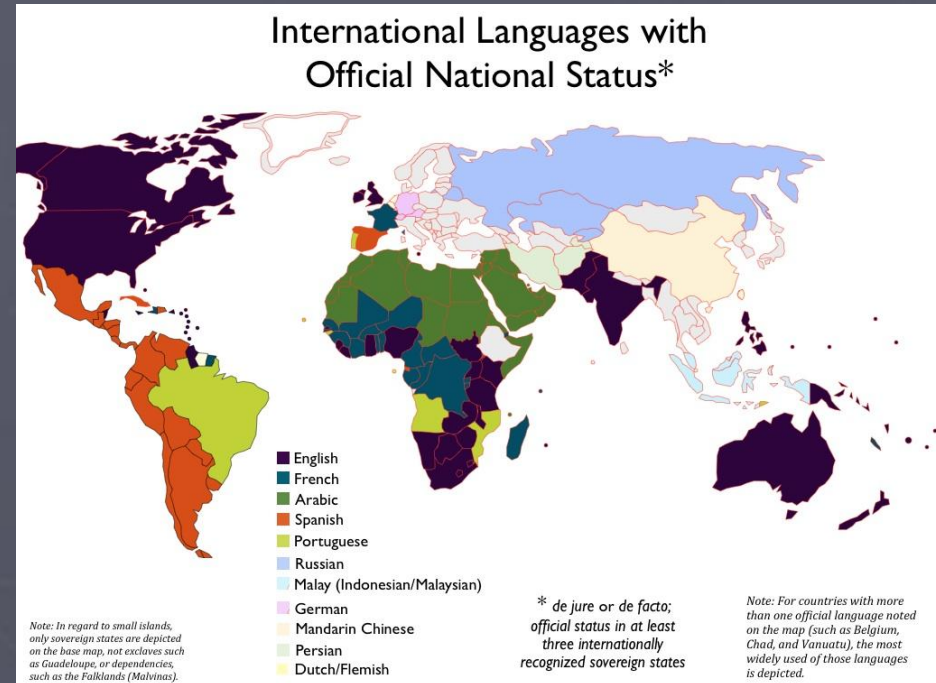 International Languages with
Official National Status*
English
French
Arabic
Spanish
Portuguese
Russian
Malay (Indonesian/Malaysian)
German
Mandarin Chinese
Persian
Dutch/Flemish
Note: In regard to small islands,
only sovereign states are depicted
on the base map, not exclaves such
as Guadeloupe, or dependencies,
such as the Falklands (Malvinas).
* de jure or de facto;
official status in at least
three internationally
recognized sovereign states
Note: For countries with more
than one official language noted
on the map (such as Belgium,
Chad, and Vanuatu), the most
widely used of those languages
is depicted.